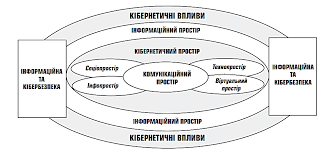 КІБЕРНЕТИЧНІ ВПЛИВИ
ІНФОРМАЦІЙНИЙ ПРОСТІР
КІБЕРНЕТИЧНИЙ ПРОСТІР
ІНФОРМАЦІЙНА
ТА
КІБЕРБЕЗПЕКА
Соціопростір
Інфопростір
КОМУНІКАЦІЙНИЙ
ПРОСТІР
Технопростір
Віртуальний
простір
ІНФОРМАЦІЙНА
ТА
КІБЕРБЕЗПЕКА
ІНФОРМАЦІЙНИЙ ПРОСТІР
КІБЕРНЕТИЧНІ ВПЛИВИ